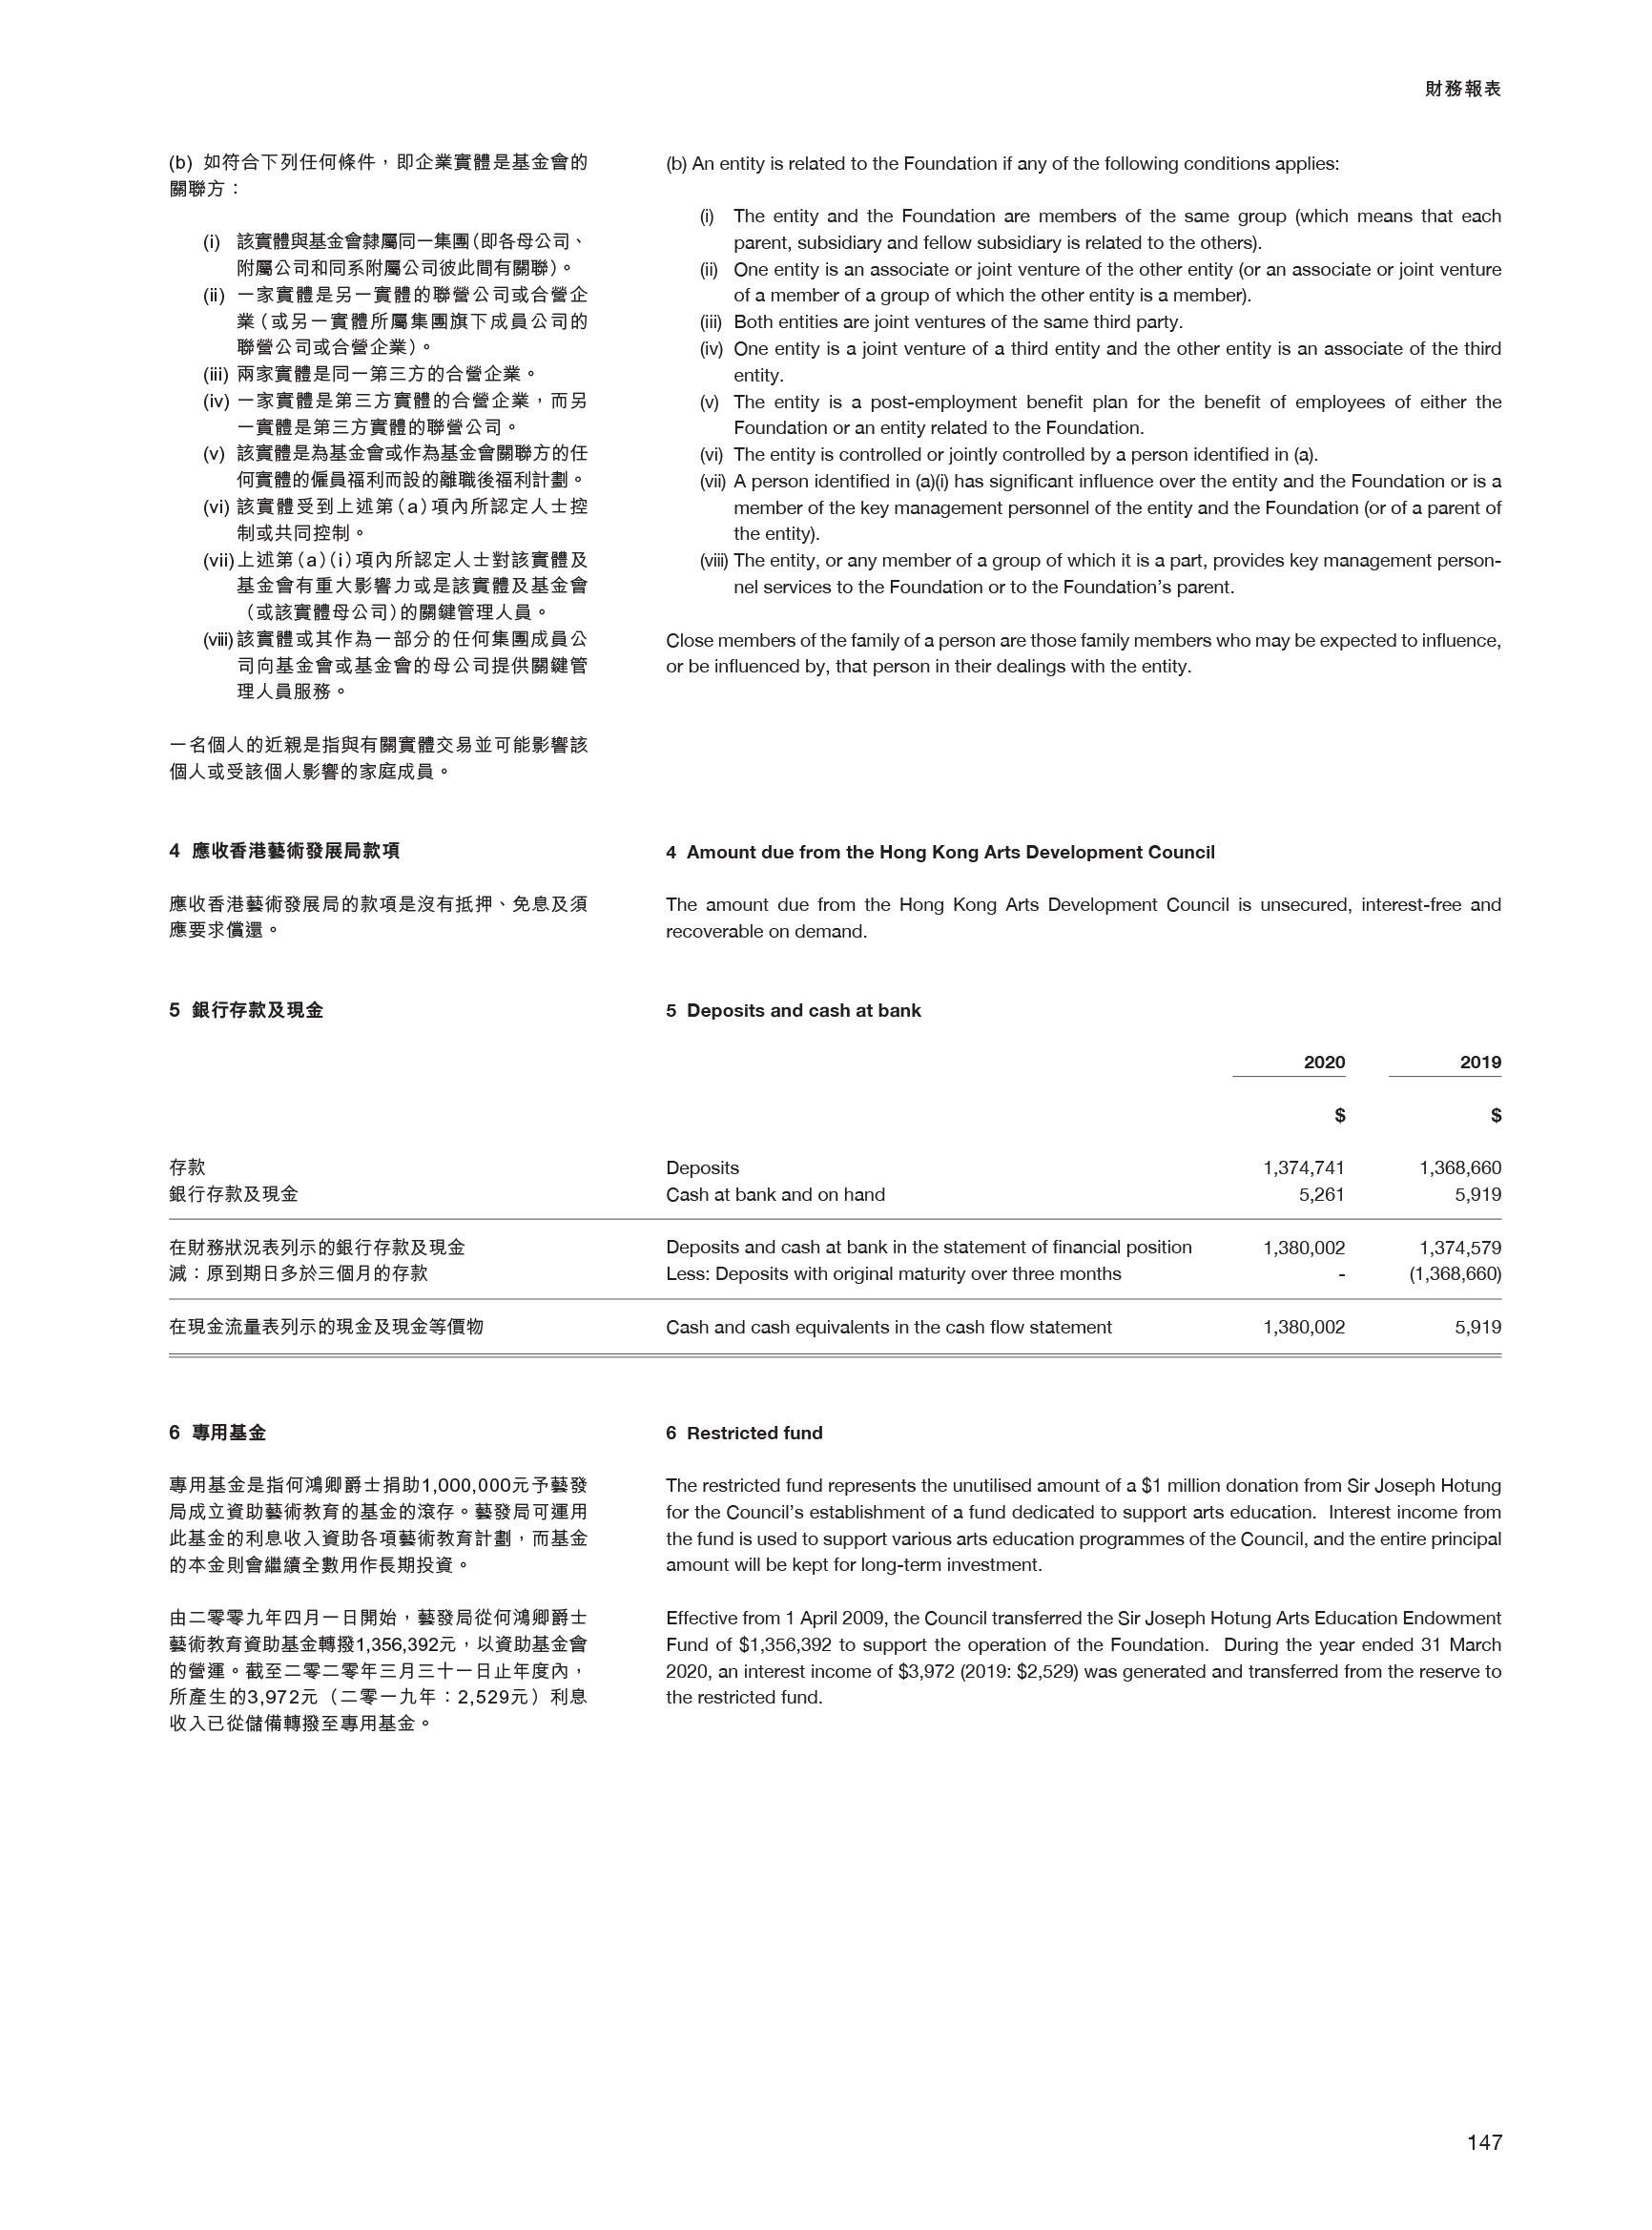 財務報表
(b) 如符合下列任何條件，即企業實體是基金會的
關聯方：
(i) 該實體與基金會隸屬同一集團（即各母公司、
附屬公司和同系附屬公司彼此間有關聯）。
(ii) 一家實體是另一實體的聯營公司或合營企
業（或另一實體所屬集團旗下成員公司的
聯營公司或合營企業）。
(iii) 兩家實體是同一第三方的合營企業。
(iv) 一家實體是第三方實體的合營企業，而另
一實體是第三方實體的聯營公司。
(v) 該實體是為基金會或作為基金會關聯方的任
何實體的僱員福利而設的離職後福利計劃。
(vi) 該實體受到上述第（a）項內所認定人士控
制或共同控制。
(vii) 上述第（a）（i）項內所認定人士對該實體及
基金會有重大影響力或是該實體及基金會
（或該實體母公司）的關鍵管理人員。
(viii) 該實體或其作為一部分的任何集團成員公
司向基金會或基金會的母公司提供關鍵管
理人員服務。
一名個人的近親是指與有關實體交易並可能影響該
個人或受該個人影響的家庭成員。
(b) An entity is related to the Foundation if any of the following conditions applies:
(i) The entity and the Foundation are members of the same group (which means that each
parent, subsidiary and fellow subsidiary is related to the others).
(ii) One entity is an associate or joint venture of the other entity (or an associate or joint venture
of a member of a group of which the other entity is a member).
(iii) Both entities are joint ventures of the same third party.
(iv) One entity is a joint venture of a third entity and the other entity is an associate of the third
entity.
(v) The entity is a post-employment benefit plan for the benefit of employees of either the
Foundation or an entity related to the Foundation.
(vi) The entity is controlled or jointly controlled by a person identified in (a).
(vii) A person identified in (a)(i) has significant influence over the entity and the Foundation or is a
member of the key management personnel of the entity and the Foundation (or of a parent of
the entity).
(viii) The entity, or any member of a group of which it is a part, provides key management person-
nel services to the Foundation or to the Foundation’s parent.
Close members of the family of a person are those family members who may be expected to influence,
or be influenced by, that person in their dealings with the entity.
4 應收香港藝術發展局款項
應收香港藝術發展局的款項是沒有抵押、免息及須
應要求償還。
4 Amount due from the Hong Kong Arts Development Council
The amount due from the Hong Kong Arts Development Council is unsecured, interest-free and
recoverable on demand.
5 銀行存款及現金
5 Deposits and cash at bank
2020 2019
$ $
存款 Deposits 1,374,741 1,368,660
銀行存款及現金 Cash at bank and on hand 5,261 5,919
在財務狀況表列示的銀行存款及現金 Deposits and cash at bank in the statement of financial position 1,380,002 1,374,579
減：原到期日多於三個月的存款 Less: Deposits with original maturity over three months - (1,368,660)
在現金流量表列示的現金及現金等價物 Cash and cash equivalents in the cash flow statement 1,380,002 5,919
6 專用基金
專用基金是指何鴻卿爵士捐助1,000,000元予藝發
局成立資助藝術教育的基金的滾存。藝發局可運用
此基金的利息收入資助各項藝術教育計劃，而基金
的本金則會繼續全數用作長期投資。
由二零零九年四月一日開始，藝發局從何鴻卿爵士
藝術教育資助基金轉撥1,356,392元，以資助基金會
的營運。截至二零二零年三月三十一日止年度內，
所產生的3,972元（二零一九年：2,529元）利息
收入已從儲備轉撥至專用基金。
6 Restricted fund
The restricted fund represents the unutilised amount of a $1 million donation from Sir Joseph Hotung
for the Council’s establishment of a fund dedicated to support arts education. Interest income from
the fund is used to support various arts education programmes of the Council, and the entire principal
amount will be kept for long-term investment.
Effective from 1 April 2009, the Council transferred the Sir Joseph Hotung Arts Education Endowment
Fund of $1,356,392 to support the operation of the Foundation. During the year ended 31 March
2020, an interest income of $3,972 (2019: $2,529) was generated and transferred from the reserve to
the restricted fund.
147